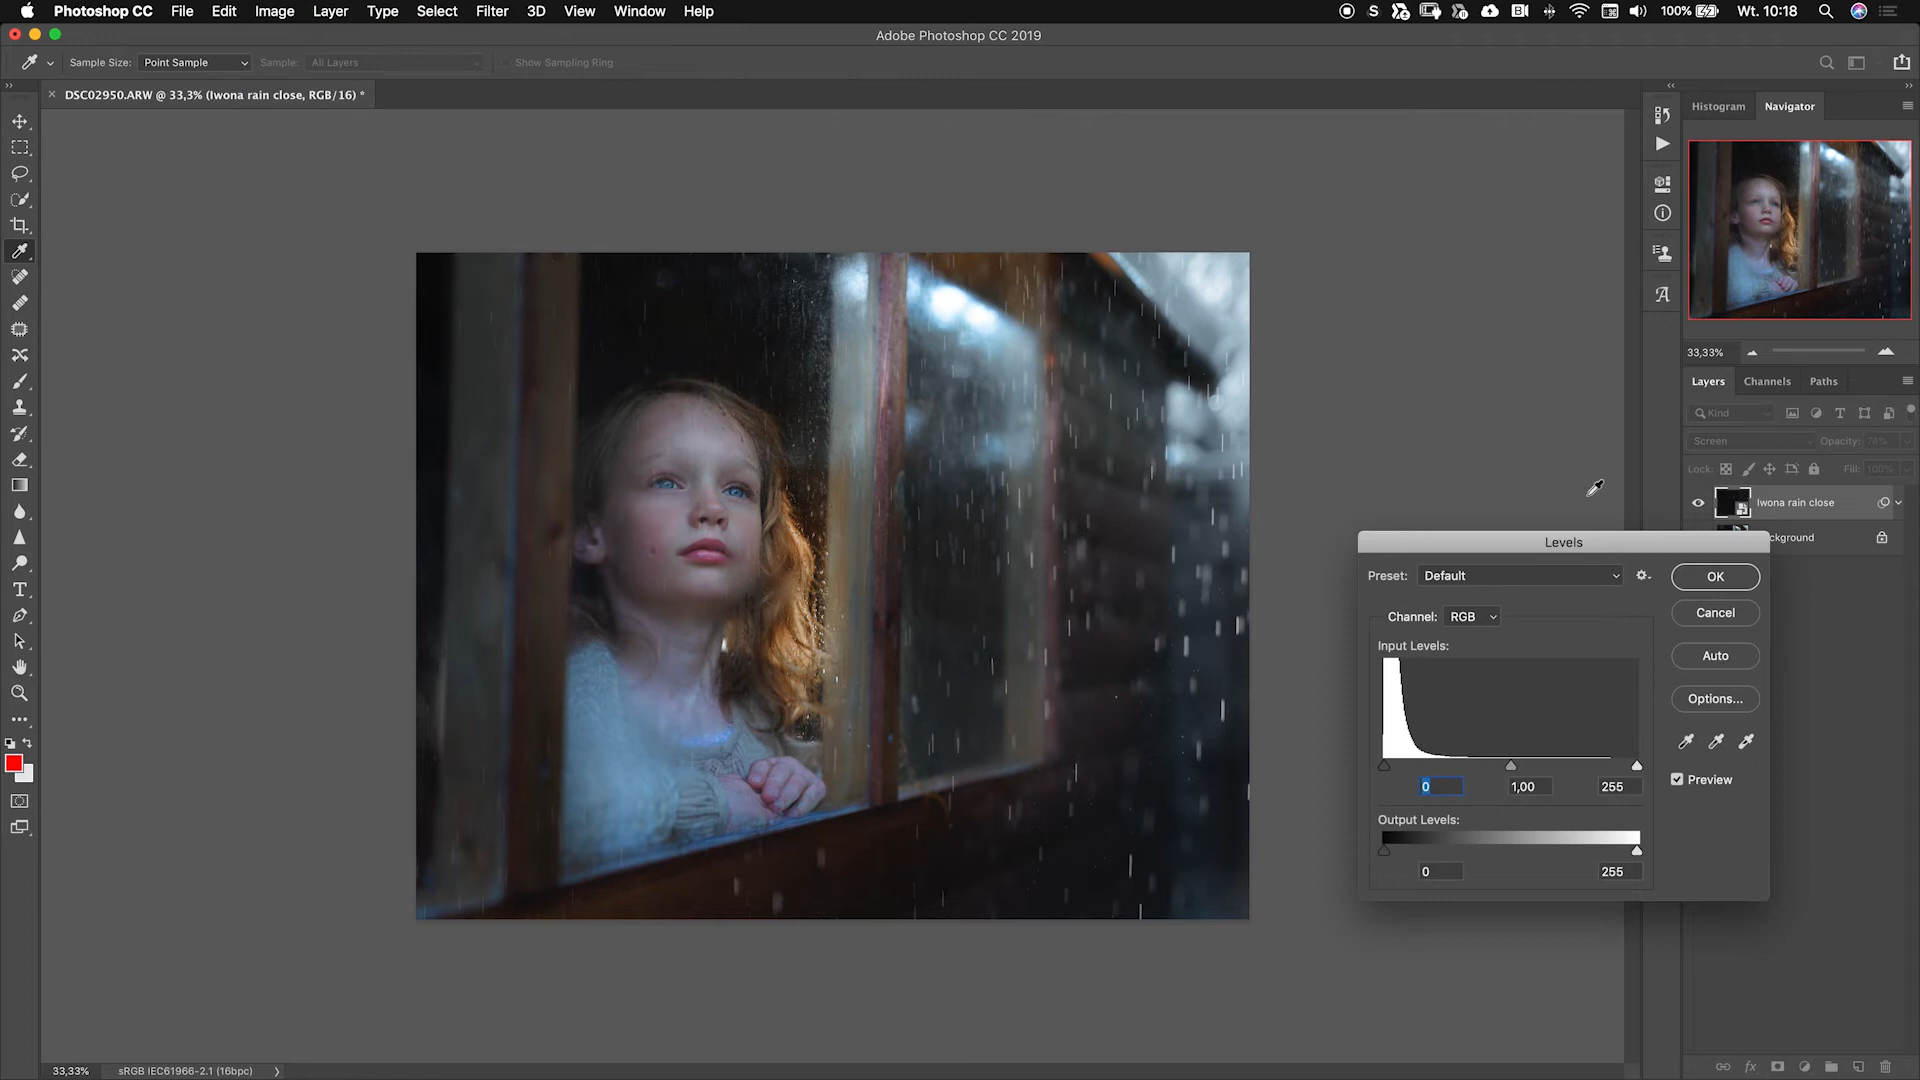 Photoshop CC File Edit Image Layer Type Select Filter 3D View Window Help 100% Wt. 10:18
Adobe Photoshop CC 2019
Sample Size: Point Sample Sample: All Layers Show Sampling Ring
DSC02950.ARW @ 33,3% (Iwona rain close, RGB/16) *
Histogram Navigator
33,33%
Layers Channels Paths
Kind
Screen Opacity: 74%
Lock: Fill: 100%
Iwona rain close
ckground
Levels
Preset: Default OK
Channel: RGB Cancel
Input Levels:
Auto
Options...
Preview
0 1,00 255
Output Levels:
0 255
33,33% sRGB IEC61966-2.1 (16bpc)